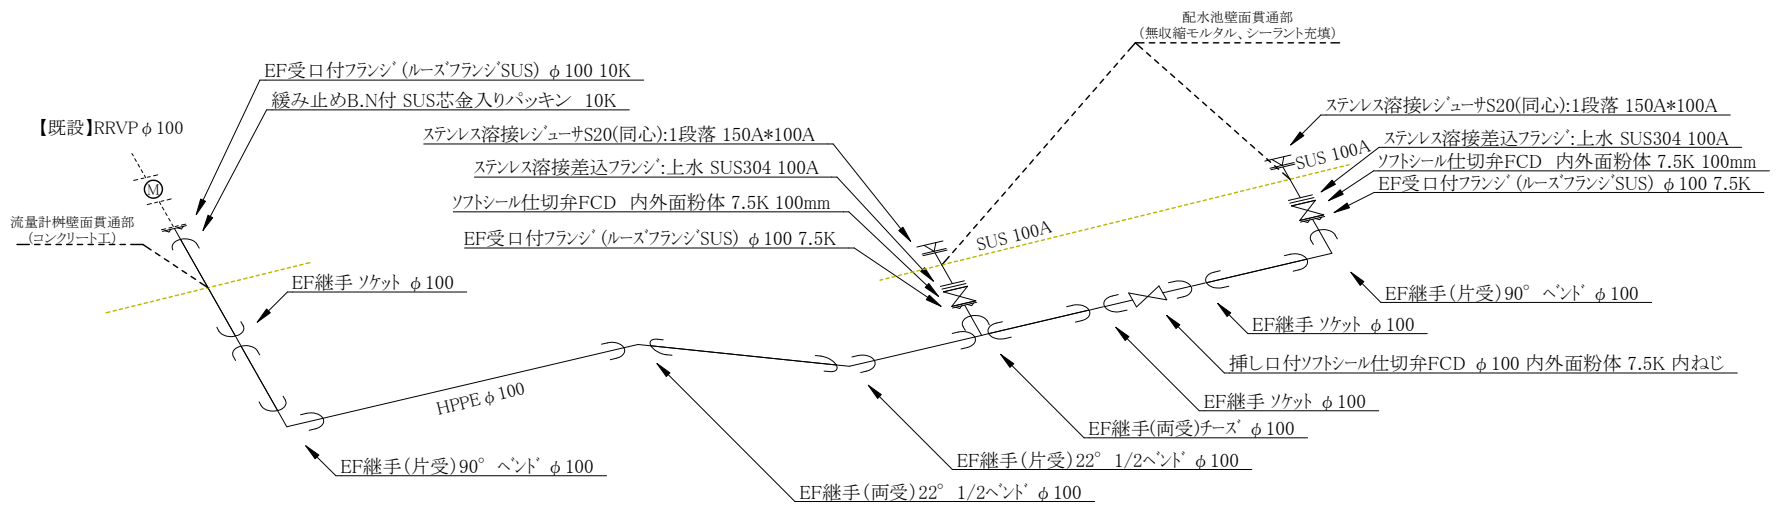 配水池壁面貫通部
(無収縮モルタル、シーラント充填)
EF受口付フランジ(ルーズフランジSUS) φ100 10K
緩み止めB.N付 SUS芯金入りパッキン 10K
【既設】RRVPφ100
M
流量計桝壁面貫通部
(コンクリート工)
EF継手 ソケット φ100
ステンレス溶接レジューサS20(同心):1段落 150A*100A
ステンレス溶接差込フランジ:上水 SUS304 100A
ソフトシール仕切弁FCD 内外面粉体 7.5K 100mm
EF受口付フランジ(ルーズフランジSUS) φ100 7.5K
SUS 100A
ステンレス溶接レジューサS20(同心):1段落 150A*100A
ステンレス溶接差込フランジ:上水 SUS304 100A
SUS 100A
ソフトシール仕切弁FCD 内外面粉体 7.5K 100mm
EF受口付フランジ(ルーズフランジSUS) φ100 7.5K
EF継手(片受)90° ベンド φ100
EF継手 ソケット φ100
挿し口付ソフトシール仕切弁FCD φ100 内外面粉体 7.5K 内ねじ
EF継手 ソケット φ100
EF継手(両受)チーズ φ100
HPPEφ100
EF継手(片受)22° 1/2ベンド φ100
EF継手(片受)90° ベンド φ100
EF継手(両受)22° 1/2ベンド φ100